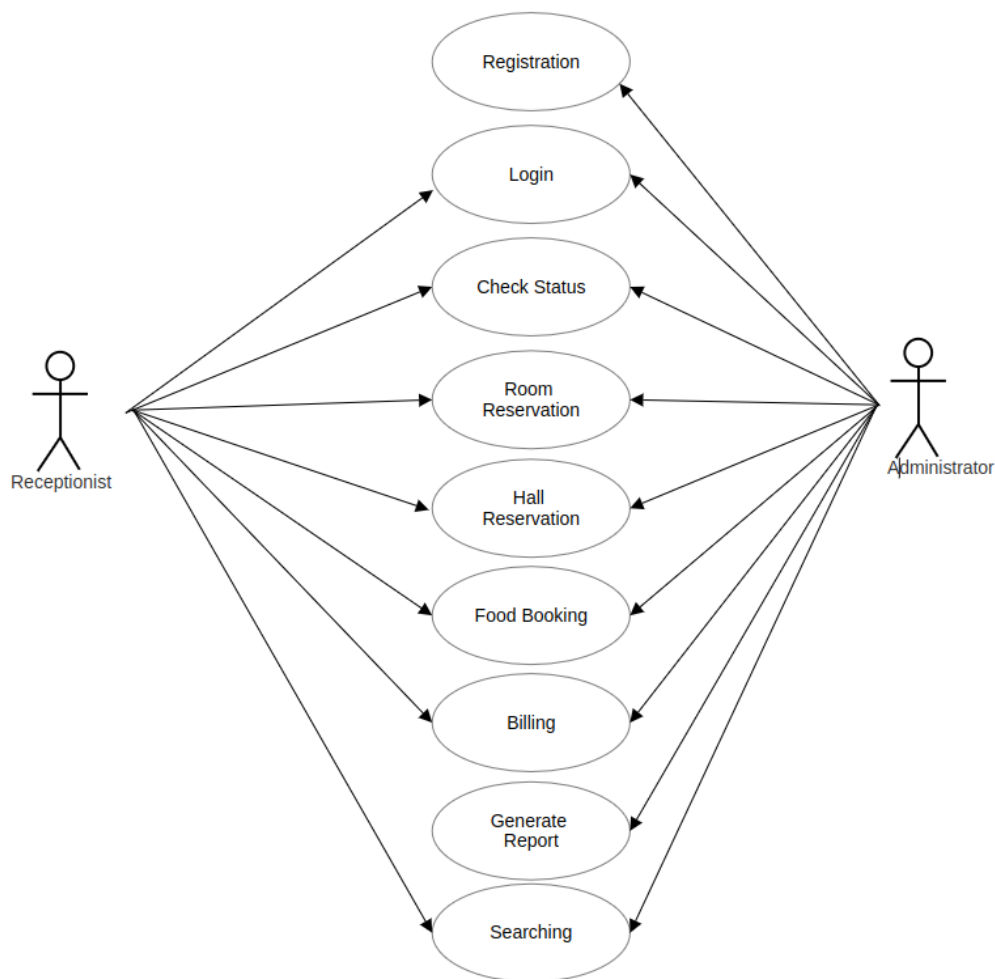 Registration
Login
Check Status
Room
Reservation
Receptionist
Administrator
Hall
Reservation
Food Booking
Billing
Generate
Report
Searching